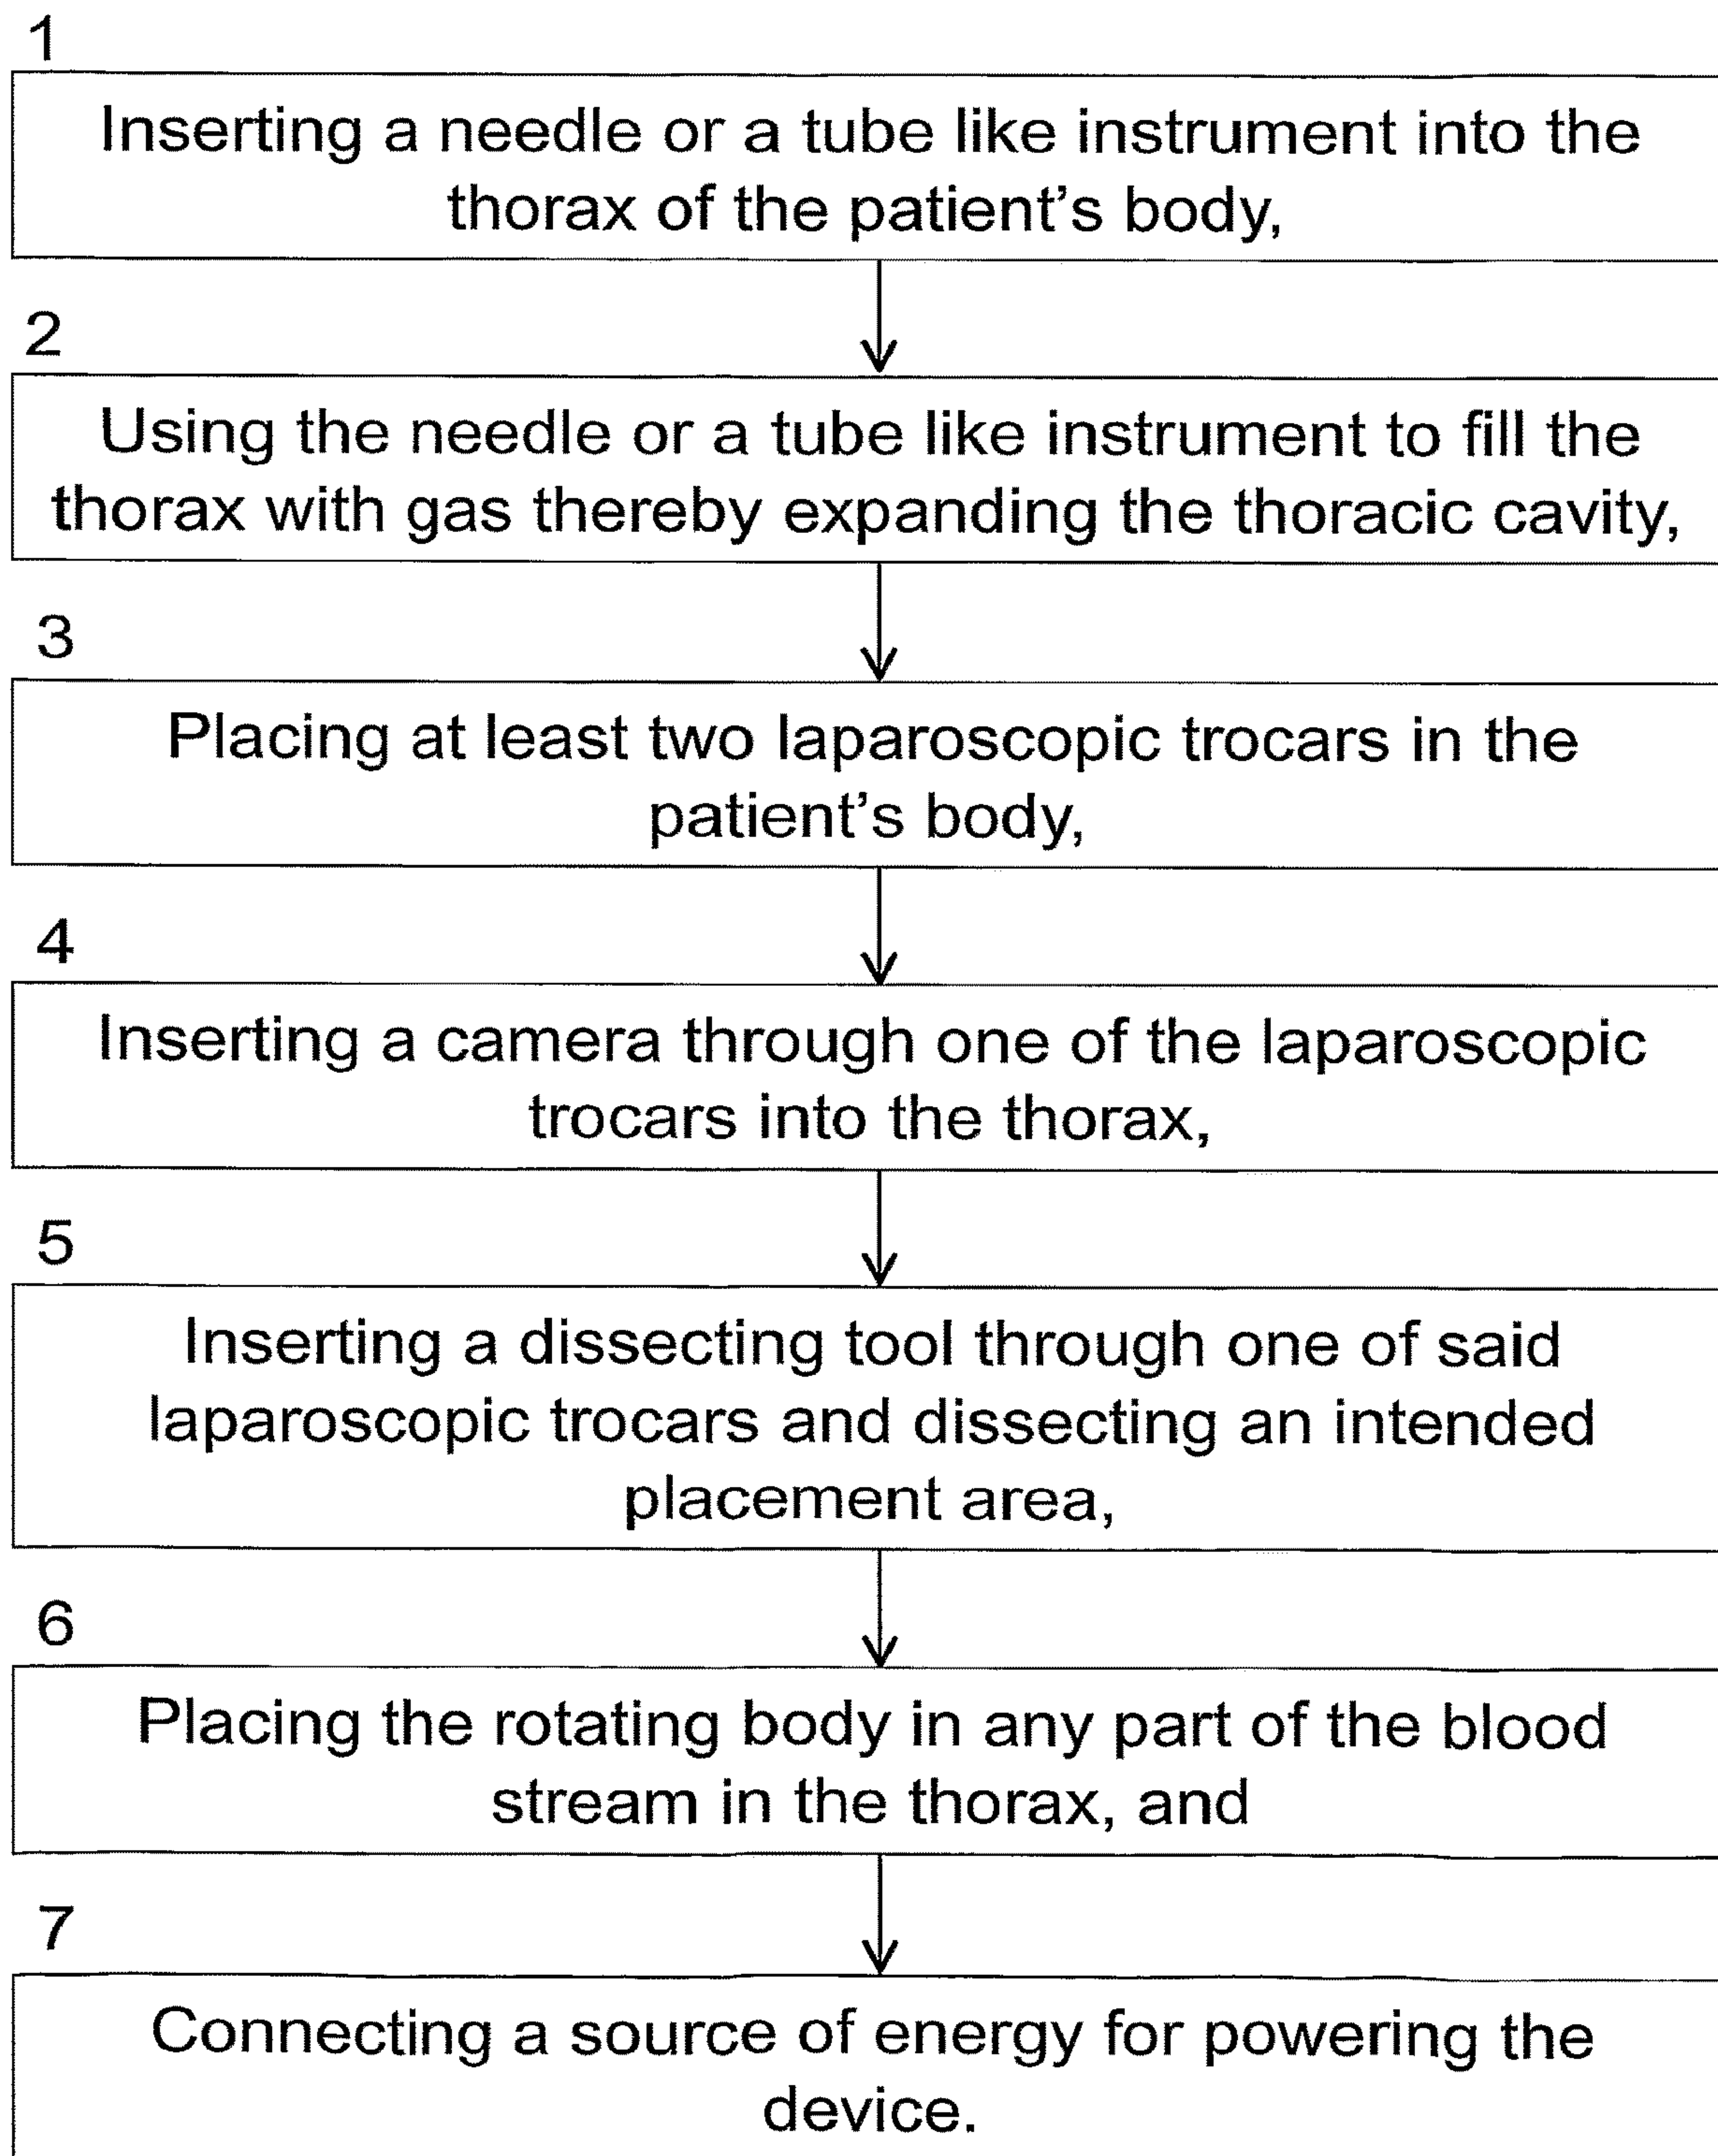 1
Inserting a needle or a tube like instrument into the
thorax of the patient's body,
2
Using the needle or a tube like instrument to fill the
thorax with gas thereby expanding the thoracic cavity,
3
Placing at least two laparoscopic trocars in the
patient's body,
4
Inserting a camera through one of the laparoscopic
trocars into the thorax,
5
Inserting a dissecting tool through one of said
laparoscopic trocars and dissecting an intended
placement area,
6
Placing the rotating body in any part of the blood
stream in the thorax, and
7
Connecting a source of energy for powering the
device.